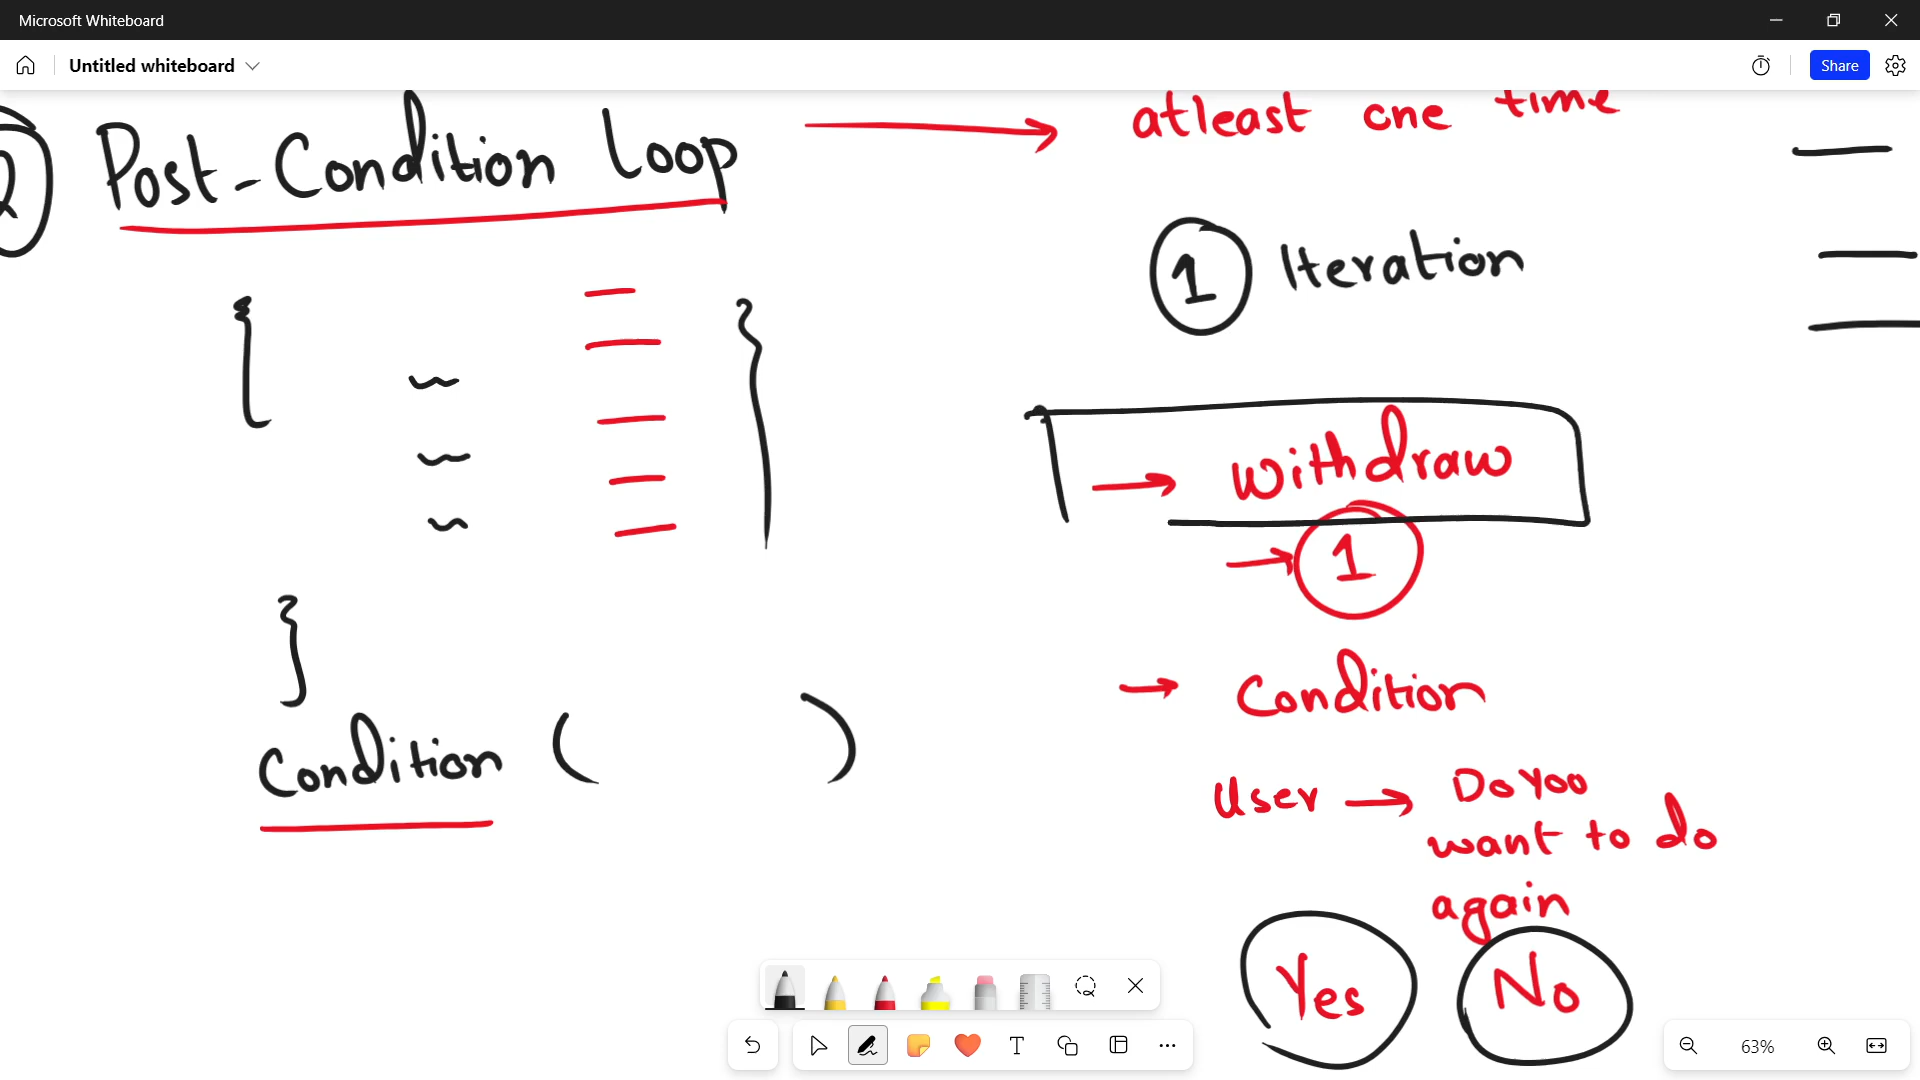 Microsoft Whiteboard
Untitled whiteboard
Share
2 Post-Condition Loop
atleast one time
1 Iteration
{
}
withdraw
1
}
Condition ( )
Condition
User → Do You
want to do
again
Yes
No
63%